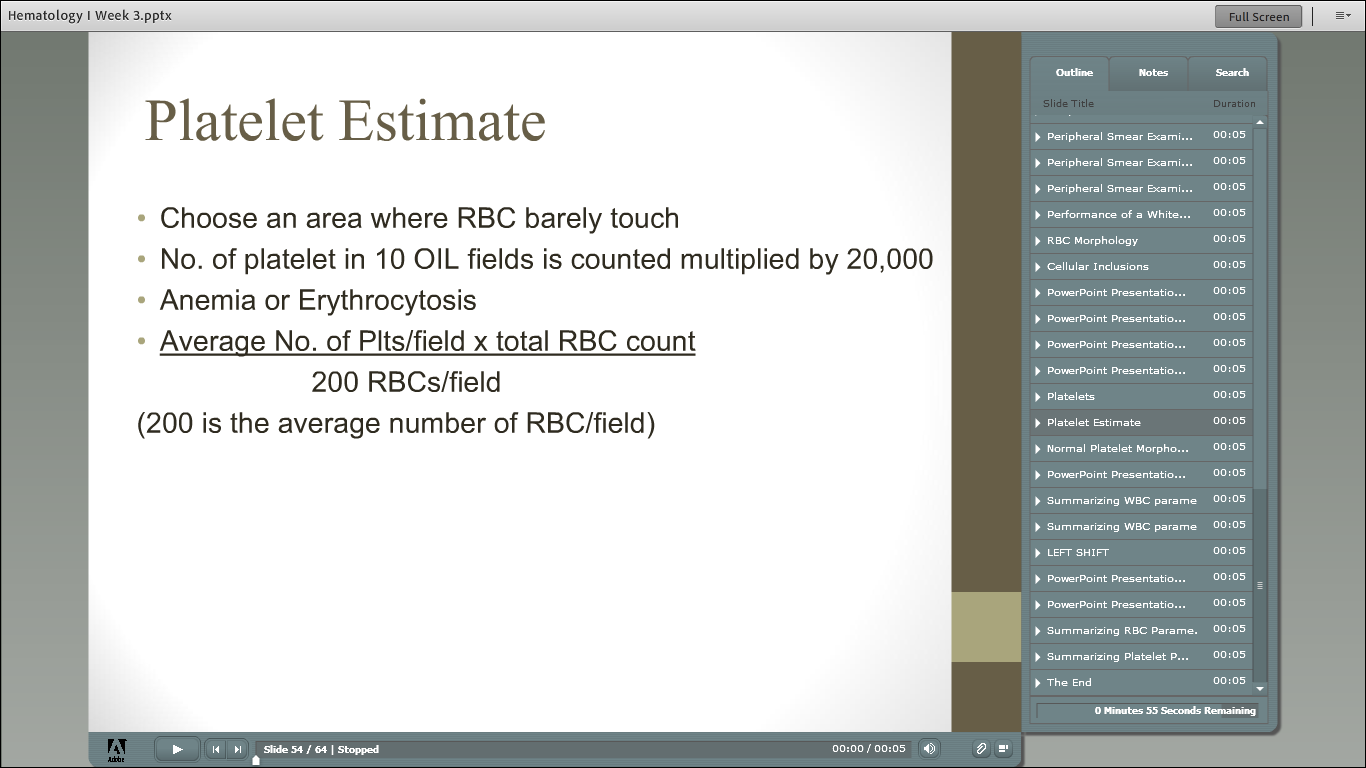 Hematology I Week 3.pptx
Full Screen
Platelet Estimate
• Choose an area where RBC barely touch
• No. of platelet in 10 OIL fields is counted multiplied by 20,000
• Anemia or Erythrocytosis
• Average No. of Plts/field x total RBC count
200 RBCs/field
(200 is the average number of RBC/field)
Outline Notes Search
Slide Title Duration
Peripheral Smear Exami... 00:05
Peripheral Smear Exami... 00:05
Peripheral Smear Exami... 00:05
Performance of a White... 00:05
RBC Morphology 00:05
Cellular Inclusions 00:05
PowerPoint Presentatio... 00:05
PowerPoint Presentatio... 00:05
PowerPoint Presentatio... 00:05
PowerPoint Presentatio... 00:05
Platelets 00:05
Platelet Estimate 00:05
Normal Platelet Morpho... 00:05
PowerPoint Presentatio... 00:05
Summarizing WBC parame 00:05
Summarizing WBC parame 00:05
LEFT SHIFT 00:05
PowerPoint Presentatio... 00:05
PowerPoint Presentatio... 00:05
Summarizing RBC Parame. 00:05
Summarizing Platelet P... 00:05
The End 00:05
0 Minutes 55 Seconds Remaining
Adobe
Slide 54 / 64 | Stopped
00:00 / 00:05